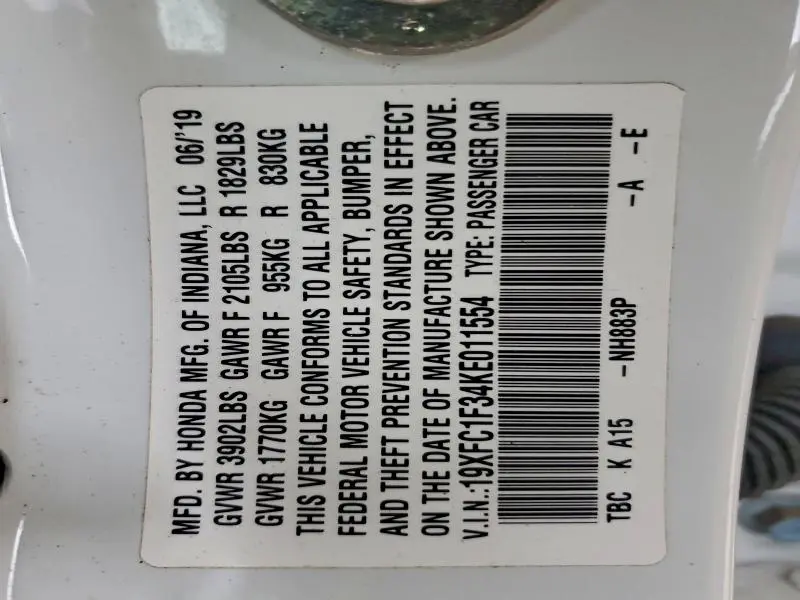 MFD. BY HONDA MFG. OF INDIANA, LLC 06/'19
GVWR 3902LBS GAWR F 2105LBS R 1829LBS
GVWR 1770KG GAWR F 955KG R 830KG
THIS VEHICLE CONFORMS TO ALL APPLICABLE
FEDERAL MOTOR VEHICLE SAFETY, BUMPER,
AND THEFT PREVENTION STANDARDS IN EFFECT
ON THE DATE OF MANUFACTURE SHOWN ABOVE.
V.I.N.:19XFC1F34KE011554 TYPE: PASSENGER CAR
TBC K A15 -NH883P -A -E